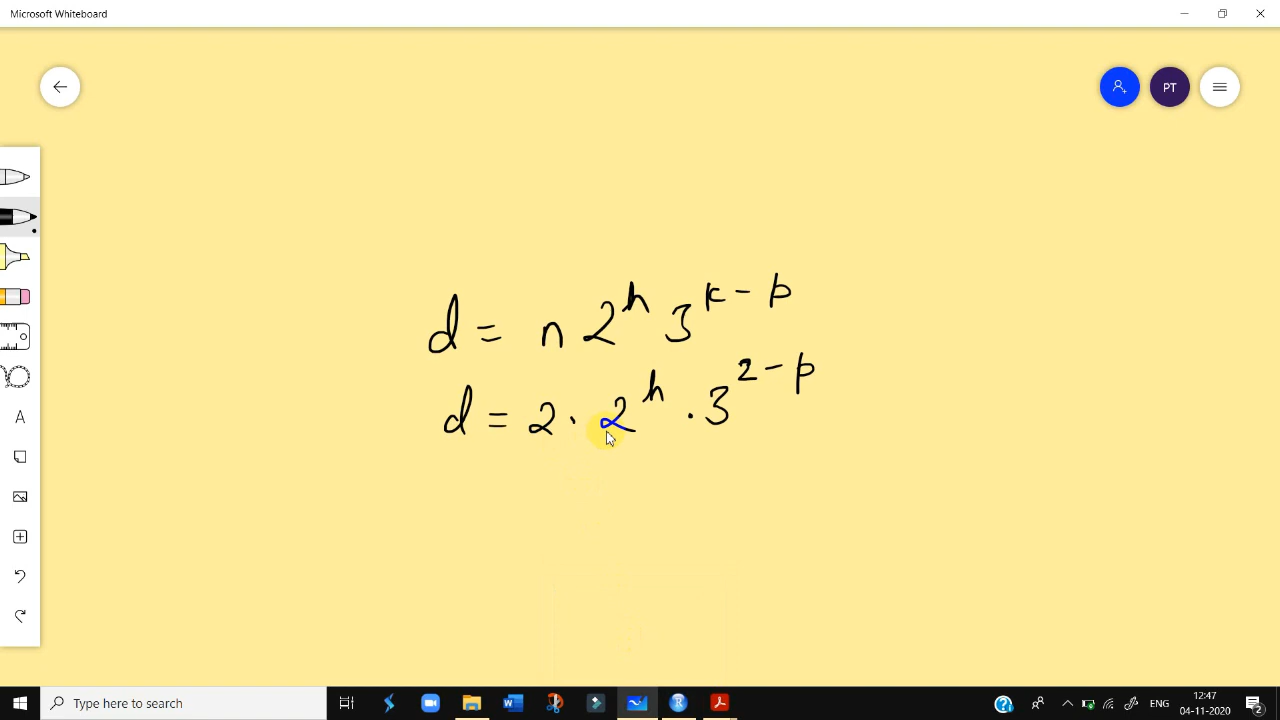 Microsoft Whiteboard
PT
d = n 2^h 3^{k-p}
d = 2 · 2^h · 3^{2-p}
A
Type here to search
W
R
ENG
12:47
04-11-2020
2